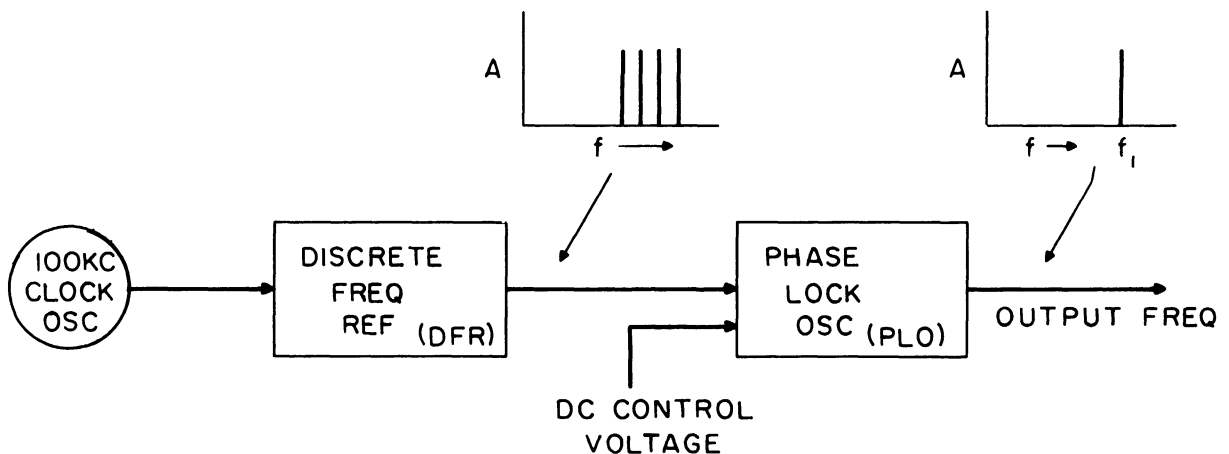 A
f
A
f f₁
100KC
CLOCK
OSC
DISCRETE
FREQ
REF (DFR)
PHASE
LOCK
OSC (PLO)
OUTPUT FREQ
DC CONTROL
VOLTAGE